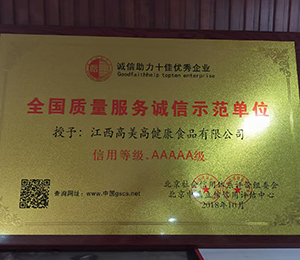 诚信助力十佳优秀企业
Goodfaithhelp topten enterprise
全国质量服务诚信示范单位
授予:江西高美高健康食品有限公司
信用等级.AAAAA级
查询网址:www.中国gscs.net
2018年10月